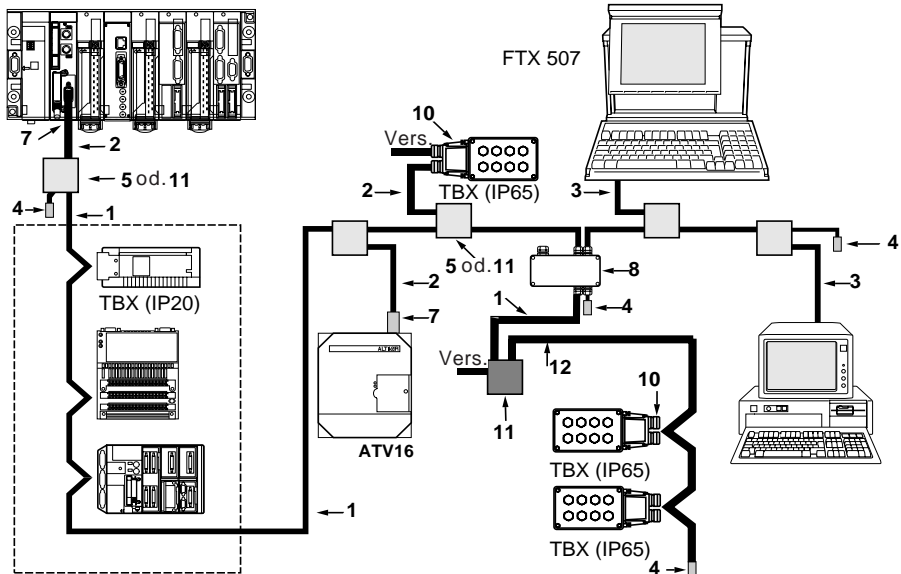 FTX 507
10
7
Vers.
2
5 od. 11
2
TBX (IP65)
3
4
1
4
5 od. 11
8
2
3
TBX (IP20)
1
4
7
ALTIVAR
Vers.
12
10
11
ATV16
TBX (IP65)
1
TBX (IP65)
4